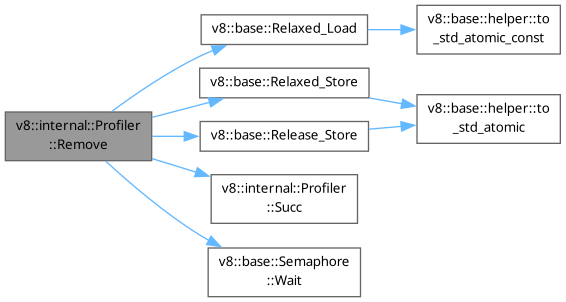 v8::internal::Profiler
::Remove
v8::base::Relaxed_Load
v8::base::helper::to
_std_atomic_const
v8::base::Relaxed_Store
v8::base::helper::to
_std_atomic
v8::base::Release_Store
v8::internal::Profiler
::Succ
v8::base::Semaphore
::Wait